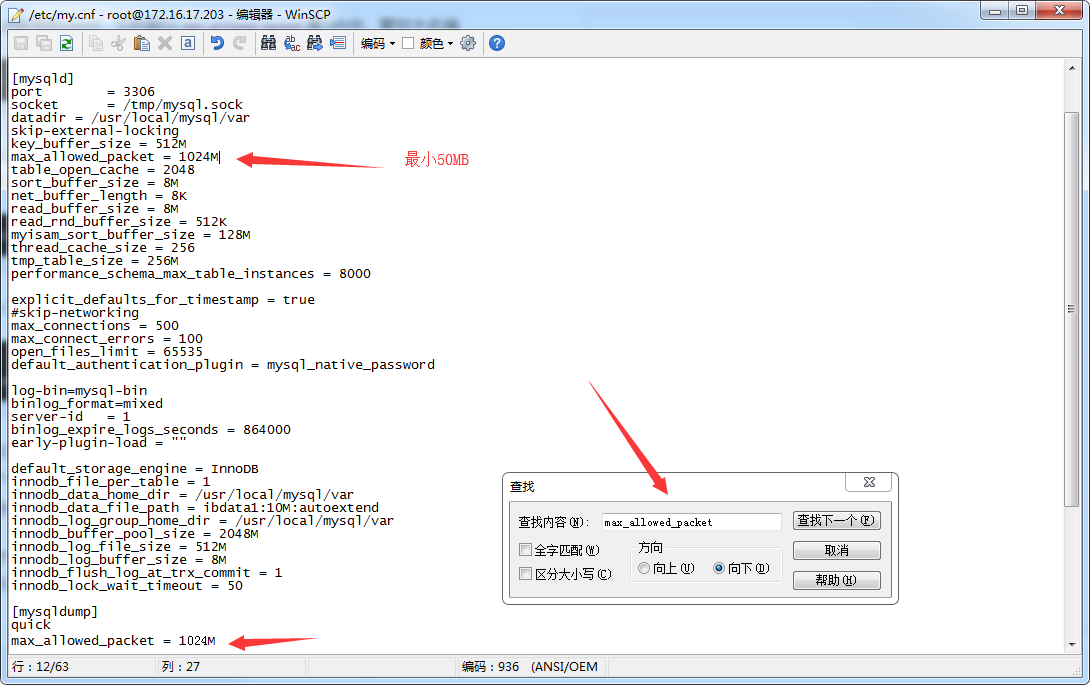 /etc/my.cnf - root@172.16.17.203 - 编辑器 - WinSCP
编码 颜色
[mysqld]
port = 3306
socket = /tmp/mysql.sock
datadir = /usr/local/mysql/var
skip-external-locking
key_buffer_size = 512M
max_allowed_packet = 1024M 最小50MB
table_open_cache = 2048
sort_buffer_size = 8M
net_buffer_length = 8K
read_buffer_size = 8M
read_rnd_buffer_size = 512K
myisam_sort_buffer_size = 128M
thread_cache_size = 256
tmp_table_size = 256M
performance_schema_max_table_instances = 8000
explicit_defaults_for_timestamp = true
#skip-networking
max_connections = 500
max_connect_errors = 100
open_files_limit = 65535
default_authentication_plugin = mysql_native_password
log-bin=mysql-bin
binlog_format=mixed
server-id = 1
binlog_expire_logs_seconds = 864000
early-plugin-load = ""
default_storage_engine = InnoDB
innodb_file_per_table = 1
innodb_data_home_dir = /usr/local/mysql/var
innodb_data_file_path = ibdata1:10M:autoextend
innodb_log_group_home_dir = /usr/local/mysql/var
innodb_buffer_pool_size = 2048M
innodb_log_file_size = 512M
innodb_log_buffer_size = 8M
innodb_flush_log_at_trx_commit = 1
innodb_lock_wait_timeout = 50
[mysqldump]
quick
max_allowed_packet = 1024M
查找
查找内容(N): max_allowed_packet 查找下一个(F)
全字匹配(W) 方向 取消
区分大小写(C) 向上(U) 向下(D) 帮助(H)
行：12/63 列：27 编码：936 (ANSI/OEM